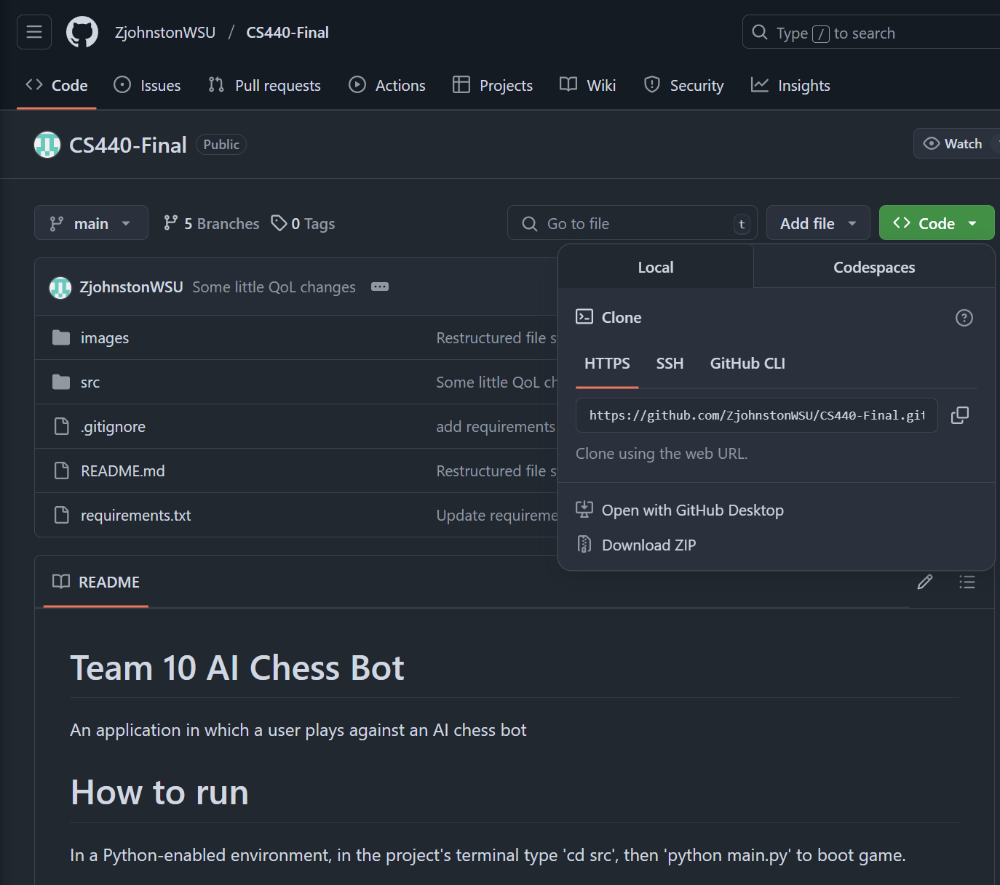 ZjohnstonWSU / CS440-Final
Type / to search
Code Issues Pull requests Actions Projects Wiki Security Insights
CS440-Final Public
Watch
main 5 Branches 0 Tags Go to file t Add file Code
Local Codespaces
ZjohnstonWSU Some little QoL changes
Clone
images Restructured file
HTTPS SSH GitHub CLI
src Some little QoL
https://github.com/ZjohnstonWSU/CS440-Final.git
.gitignore add requirements
Clone using the web URL.
README.md Restructured file
Open with GitHub Desktop
requirements.txt Update
Download ZIP
README
Team 10 AI Chess Bot
An application in which a user plays against an AI chess bot
How to run
In a Python-enabled environment, in the project's terminal type 'cd src', then 'python main.py' to boot game.